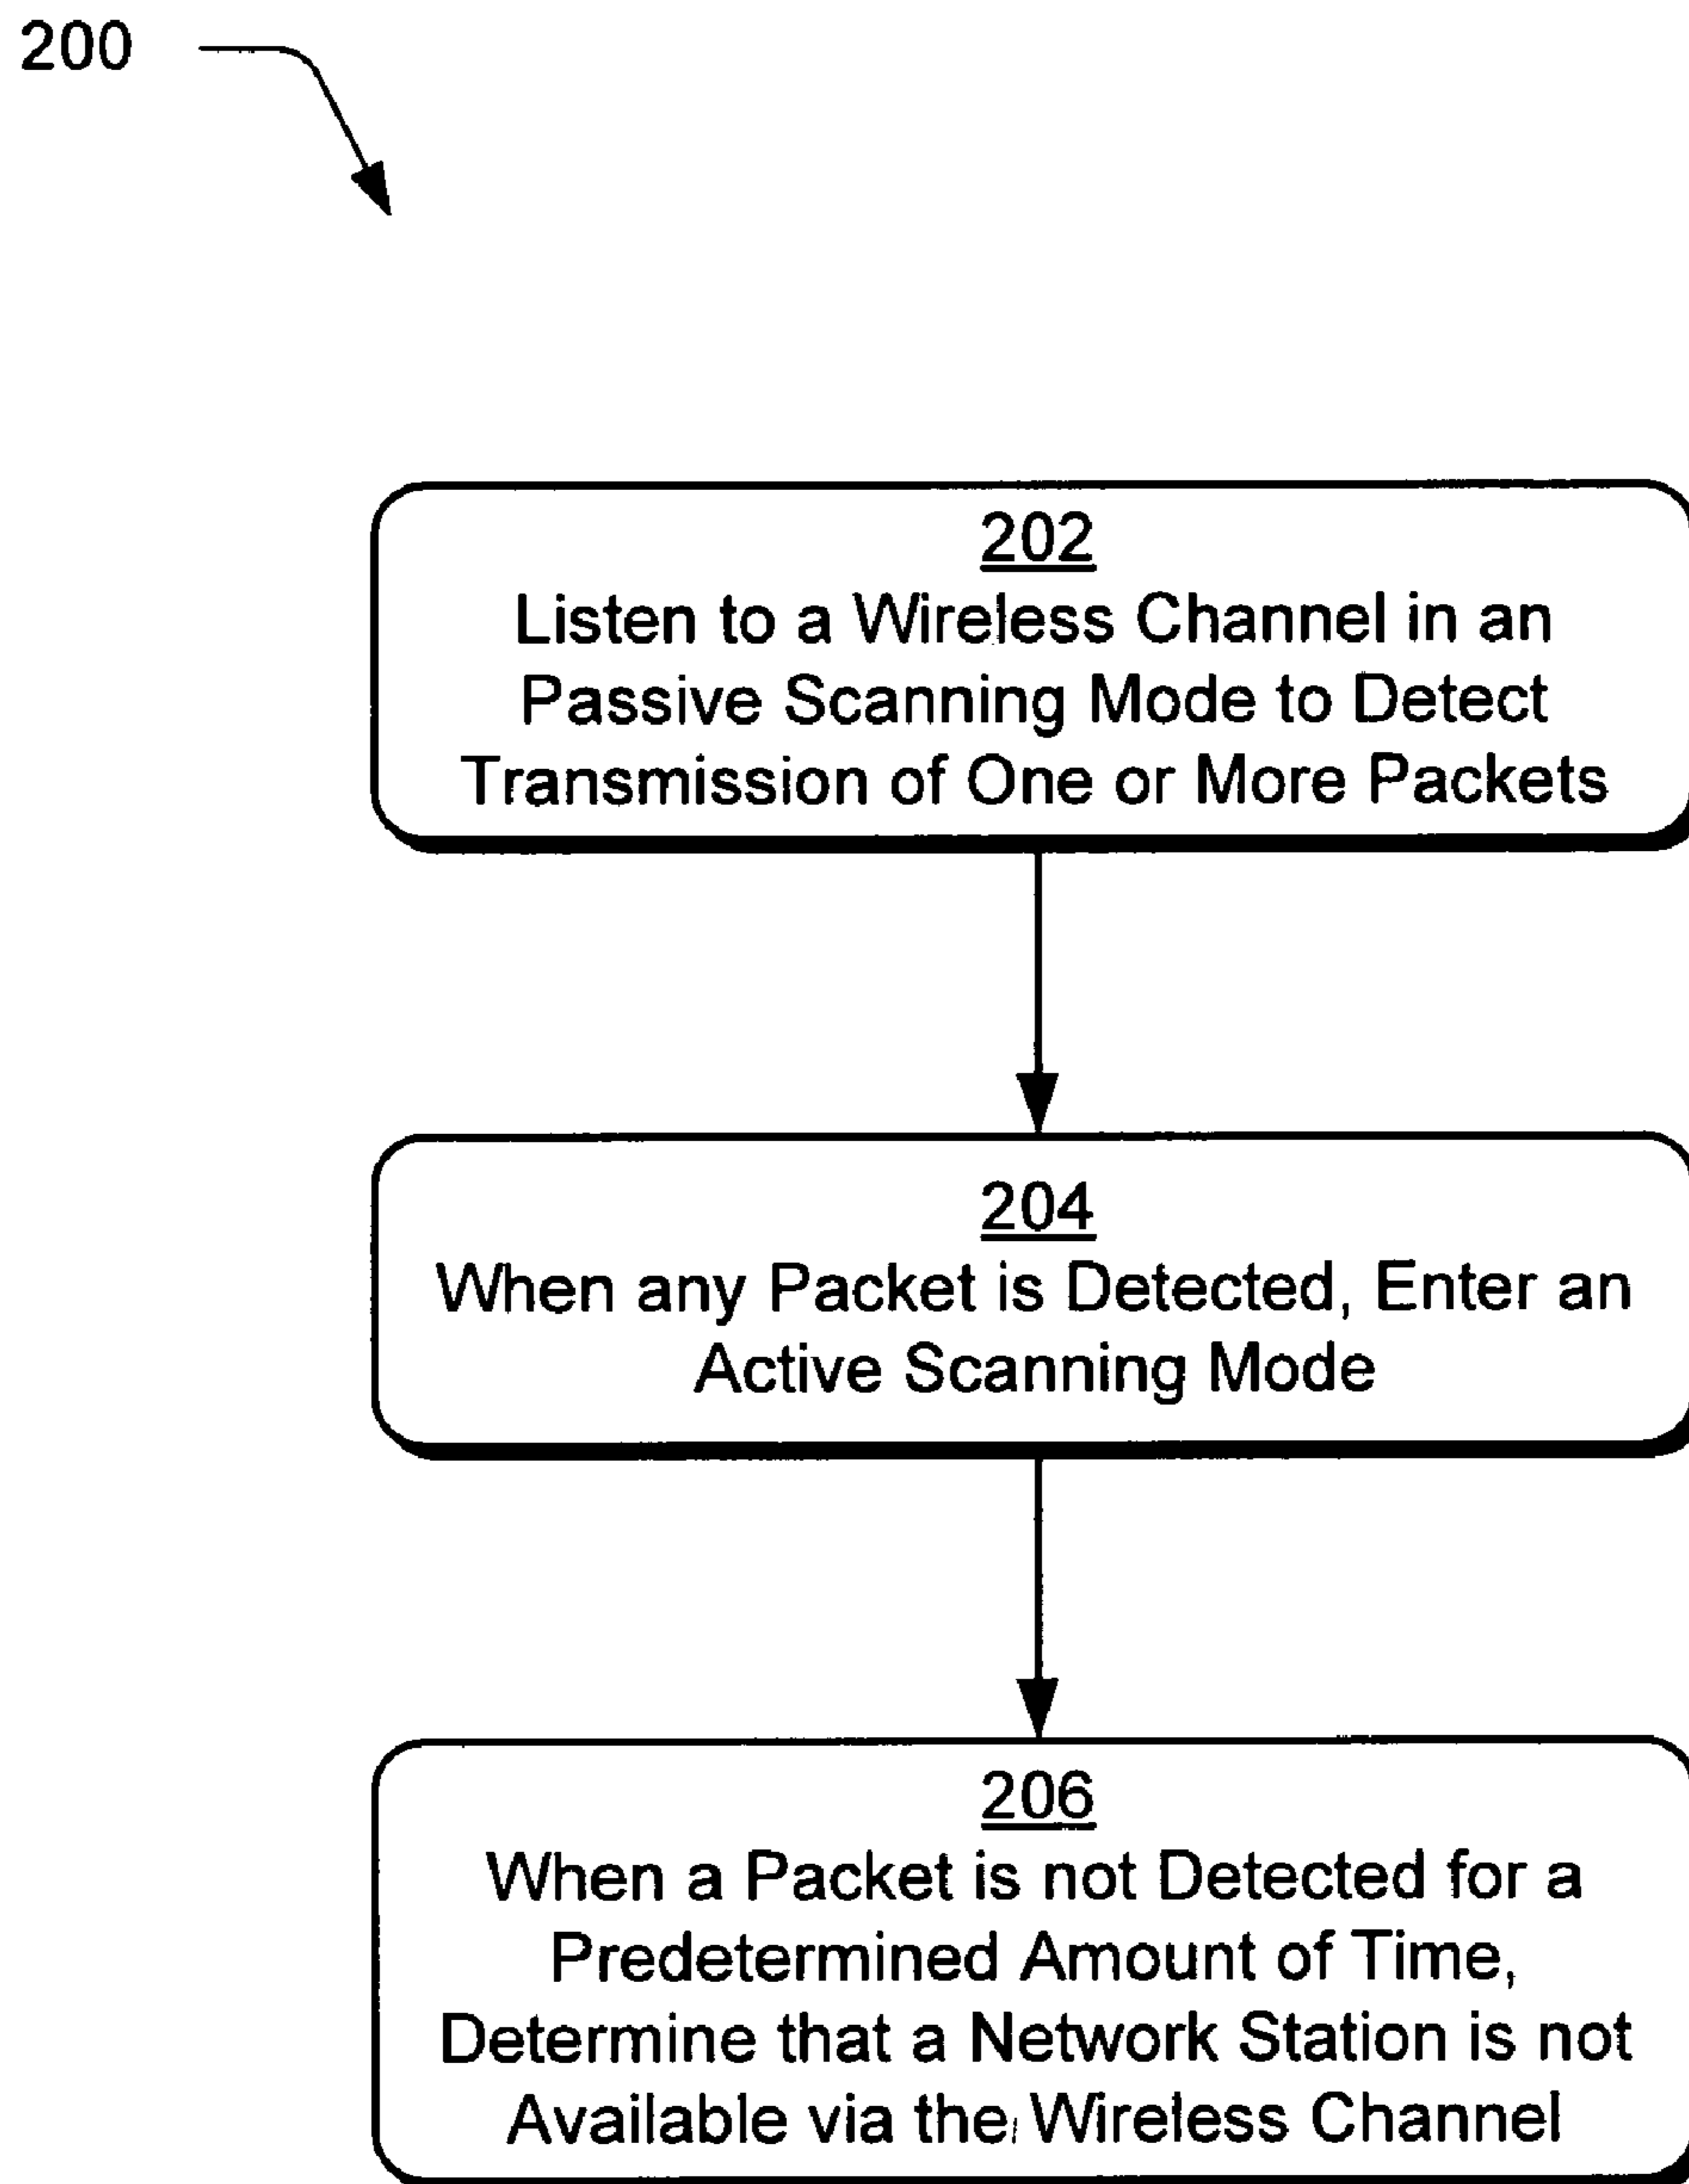 200
202
Listen to a Wireless Channel in an
Passive Scanning Mode to Detect
Transmission of One or More Packets
204
When any Packet is Detected, Enter an
Active Scanning Mode
206
When a Packet is not Detected for a
Predetermined Amount of Time,
Determine that a Network Station is not
Available via the Wireless Channel